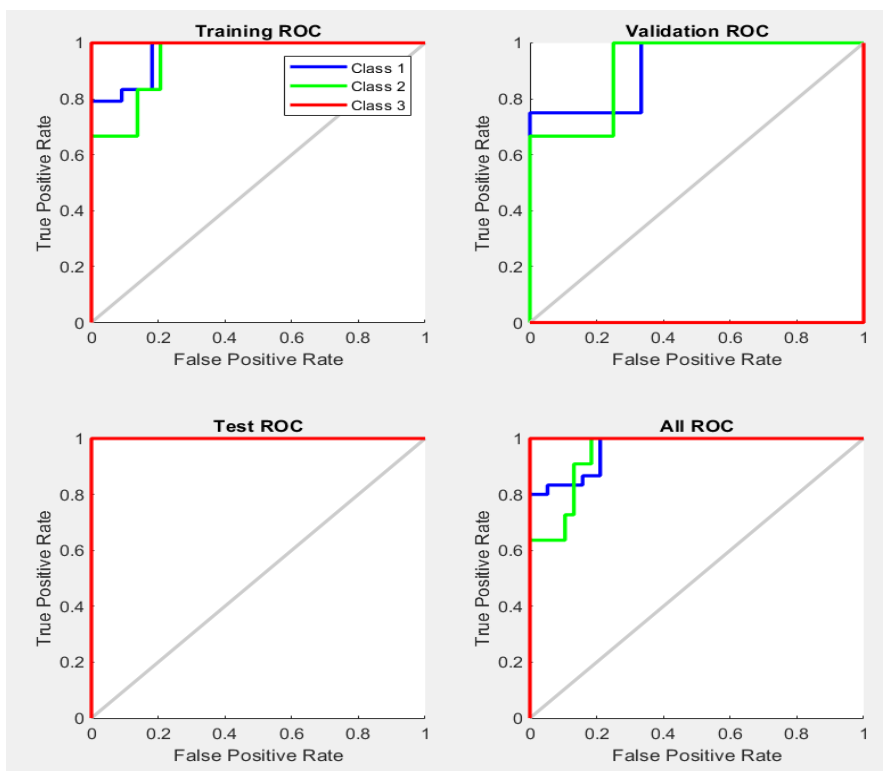 Training ROC
1
0.8
0.6
0.4
0.2
0
True Positive Rate
Class 1
Class 2
Class 3
0 0.2 0.4 0.6 0.8 1
False Positive Rate
Validation ROC
1
0.8
0.6
0.4
0.2
0
True Positive Rate
0 0.2 0.4 0.6 0.8 1
False Positive Rate
Test ROC
1
0.8
0.6
0.4
0.2
0
True Positive Rate
0 0.2 0.4 0.6 0.8 1
False Positive Rate
All ROC
1
0.8
0.6
0.4
0.2
0
True Positive Rate
0 0.2 0.4 0.6 0.8 1
False Positive Rate